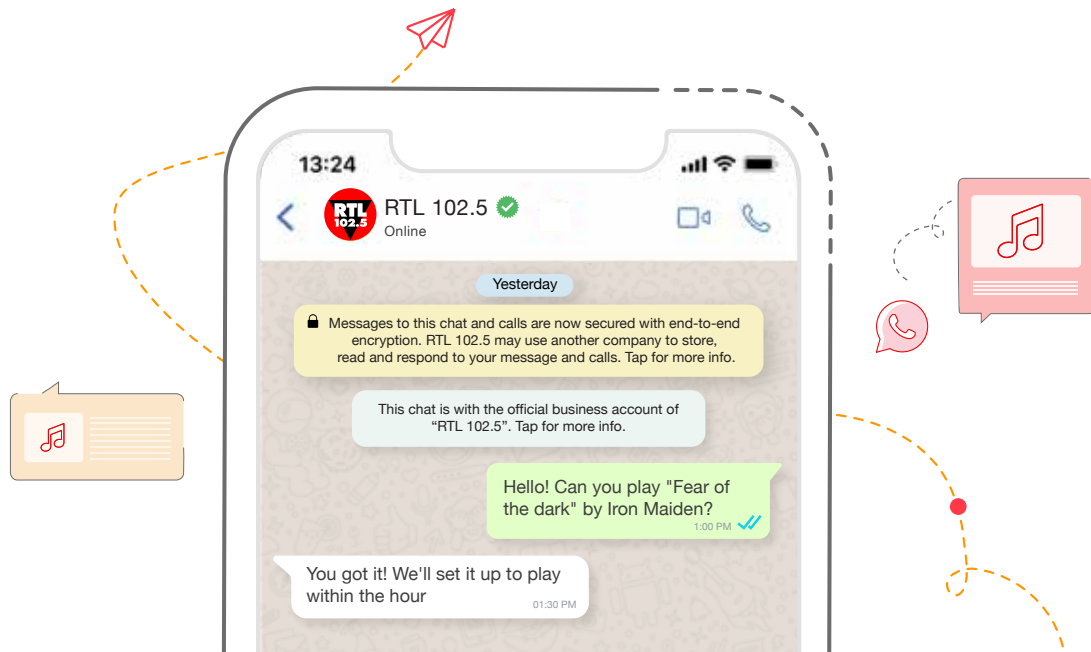 13:24
RTL 102.5
Online
RTL
102.5
Yesterday
Messages to this chat and calls are now secured with end-to-end
encryption. RTL 102.5 may use another company to store,
read and respond to your message and calls. Tap for more info.
This chat is with the official business account of
“RTL 102.5”. Tap for more info.
Hello! Can you play "Fear of
the dark" by Iron Maiden?
1:00 PM
You got it! We'll set it up to play
within the hour
01:30 PM